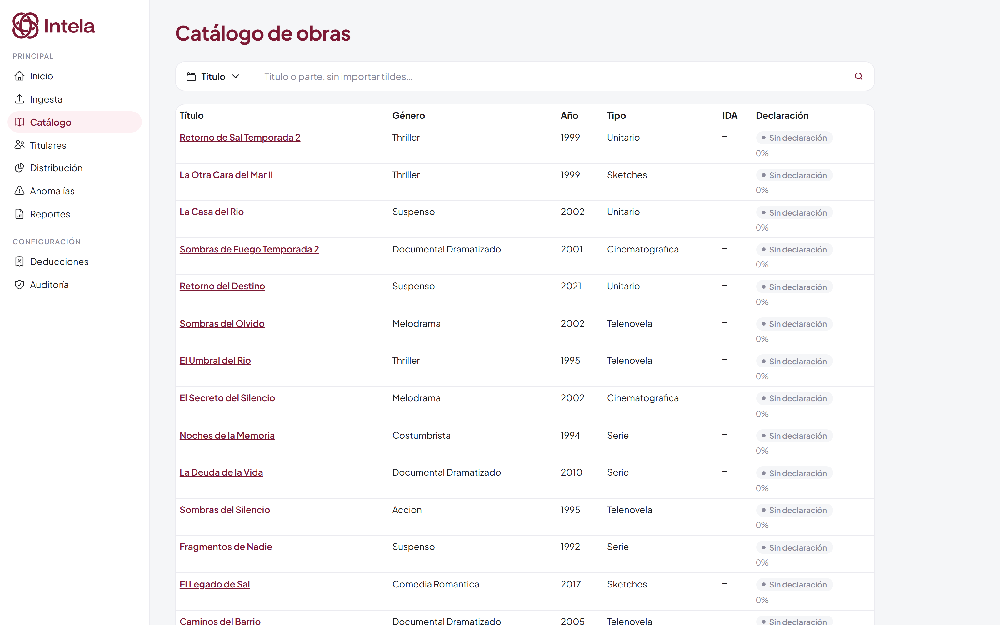 Intela
PRINCIPAL
Inicio
Ingesta
Catálogo
Titulares
Distribución
Anomalías
Reportes
CONFIGURACIÓN
Deducciones
Auditoría
Catálogo de obras
Título Título o parte, sin importar tildes...
Título Género Año Tipo IDA Declaración
Retorno de Sal Temporada 2 Thriller 1999 Unitario – Sin declaración
0%
La Otra Cara del Mar II Thriller 1999 Sketches – Sin declaración
0%
La Casa del Rio Suspenso 2002 Unitario – Sin declaración
0%
Sombras de Fuego Temporada 2 Documental Dramatizado 2001 Cinematografica – Sin declaración
0%
Retorno del Destino Suspenso 2021 Unitario – Sin declaración
0%
Sombras del Olvido Melodrama 2002 Telenovela – Sin declaración
0%
El Umbral del Rio Thriller 1995 Telenovela – Sin declaración
0%
El Secreto del Silencio Melodrama 2002 Cinematografica – Sin declaración
0%
Noches de la Memoria Costumbrista 1994 Serie – Sin declaración
0%
La Deuda de la Vida Documental Dramatizado 2010 Serie – Sin declaración
0%
Sombras del Silencio Accion 1995 Telenovela – Sin declaración
0%
Fragmentos de Nadie Suspenso 1992 Serie – Sin declaración
0%
El Legado de Sal Comedia Romantica 2017 Sketches – Sin declaración
0%
Caminos del Barrio Documental Dramatizado 2005 Telenovela – Sin declaración